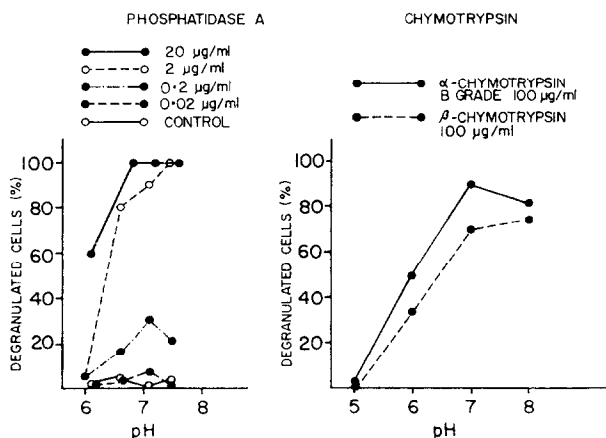 PHOSPHATIDASE A
20 µg/ml
2 µg/ml
0·2 µg/ml
0·02 µg/ml
CONTROL
DEGRANULATED CELLS (%)
100
80
60
40
20
6
7
8
pH
CHYMOTRYPSIN
α-CHYMOTRYPSIN
B GRADE 100 µg/ml
β-CHYMOTRYPSIN
100 µg/ml
DEGRANULATED CELLS (%)
100
80
60
40
20
5
6
7
8
pH